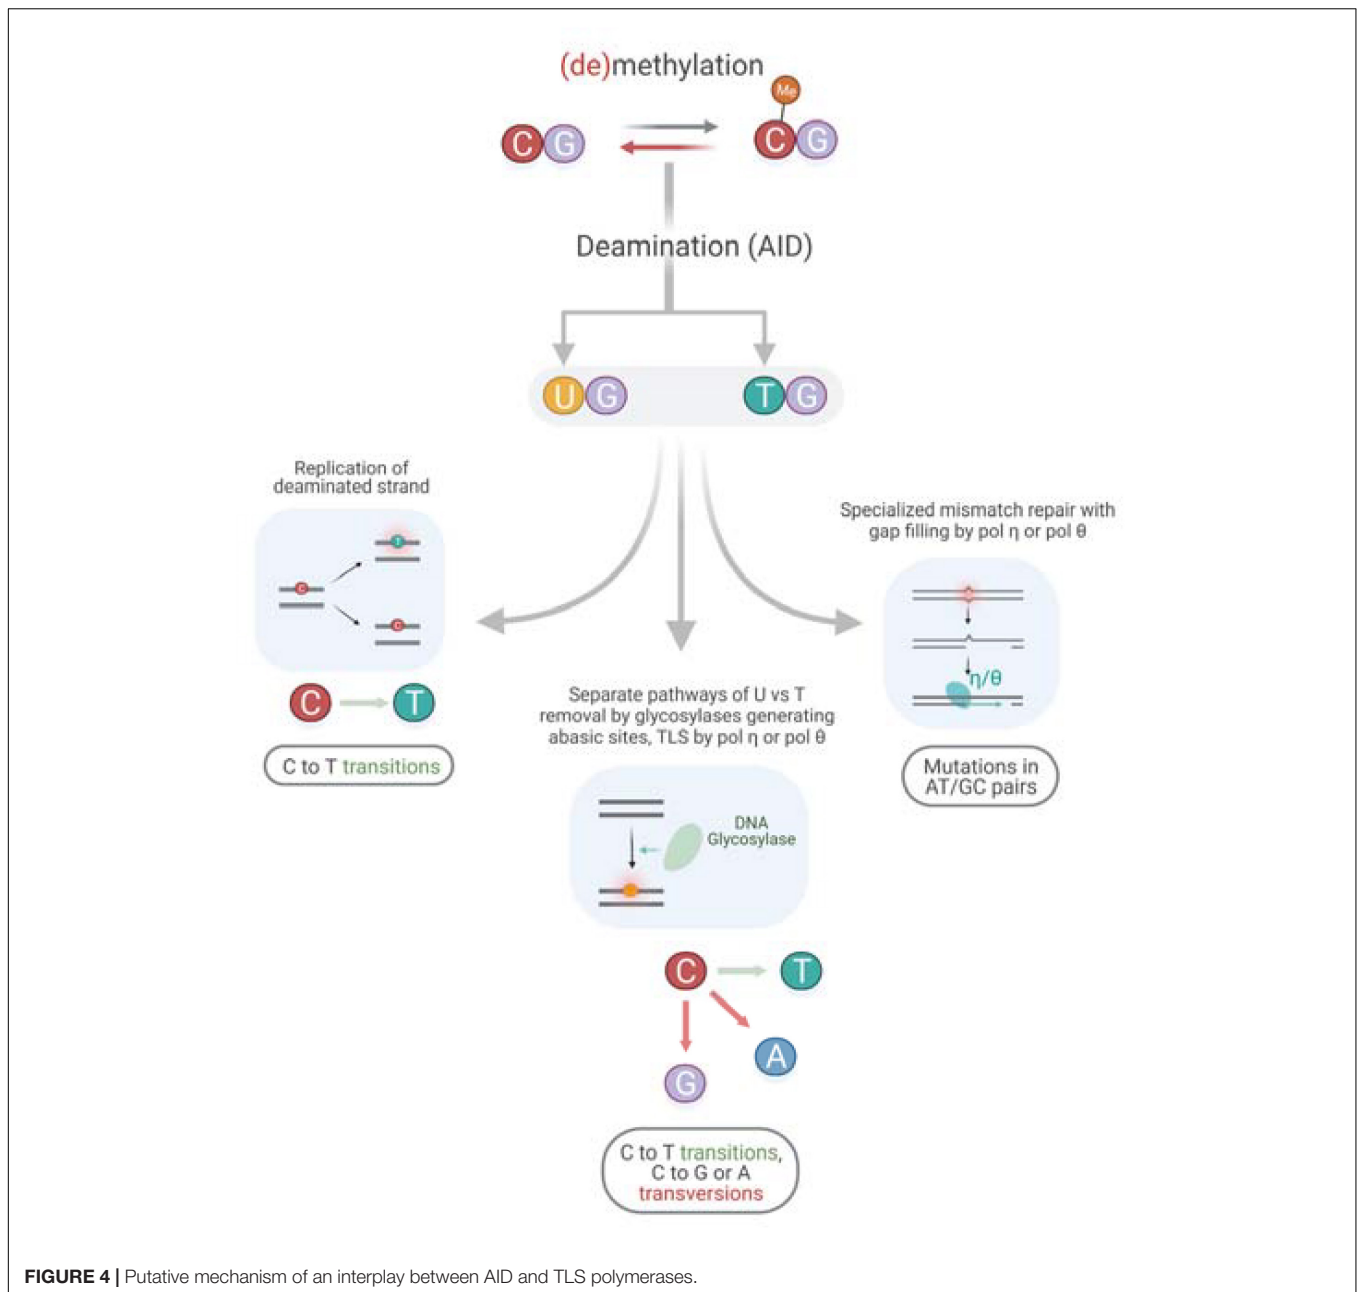 (de)methylation
Me
C G
C G
Deamination (AID)
U G
T G
Replication of
deaminated strand
T
C
C
C T
C to T transitions
Separate pathways of U vs T
removal by glycosylases generating
abasic sites, TLS by pol η or pol θ
DNA
Glycosylase
C T
A
G
C to T transitions,
C to G or A
transversions
Specialized mismatch repair with
gap filling by pol η or pol θ
η/θ
Mutations in
AT/GC pairs
FIGURE 4 | Putative mechanism of an interplay between AID and TLS polymerases.